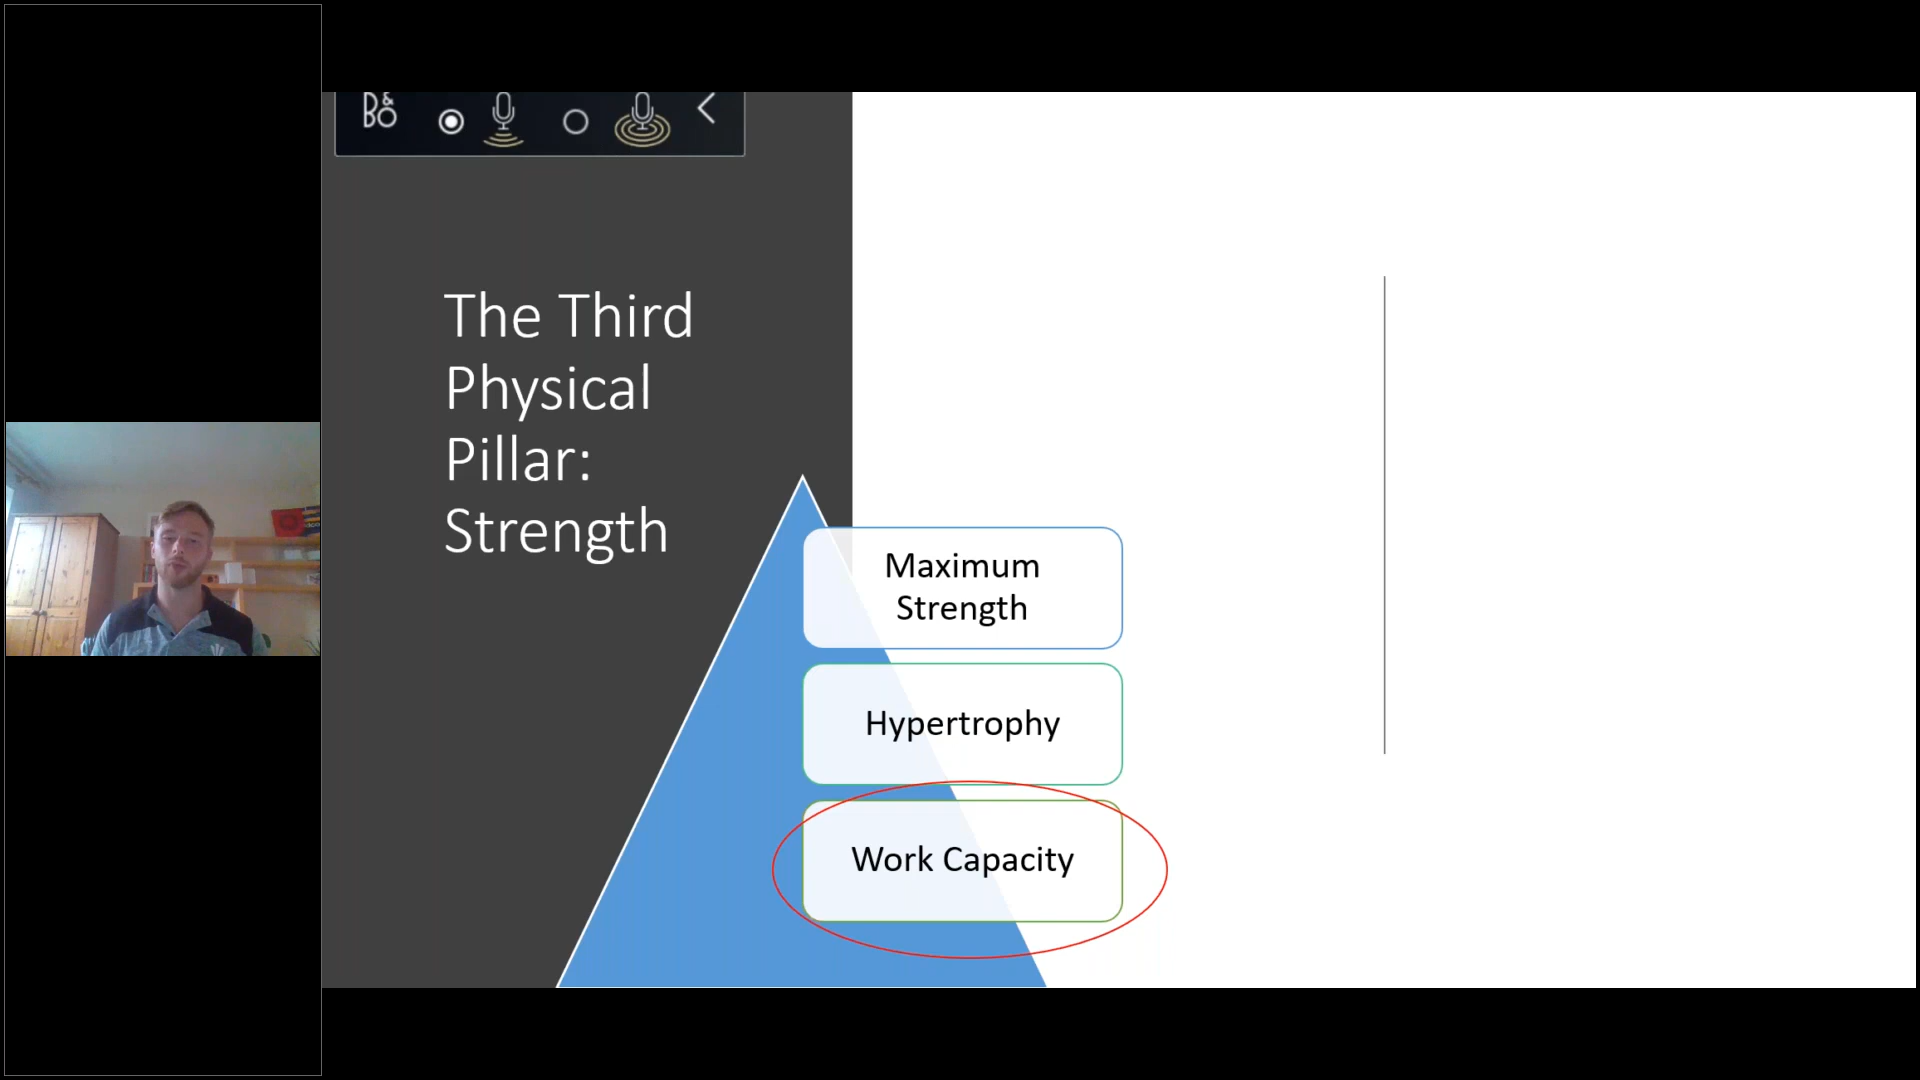 B&O
The Third
Physical
Pillar:
Strength
Maximum
Strength
Hypertrophy
Work Capacity